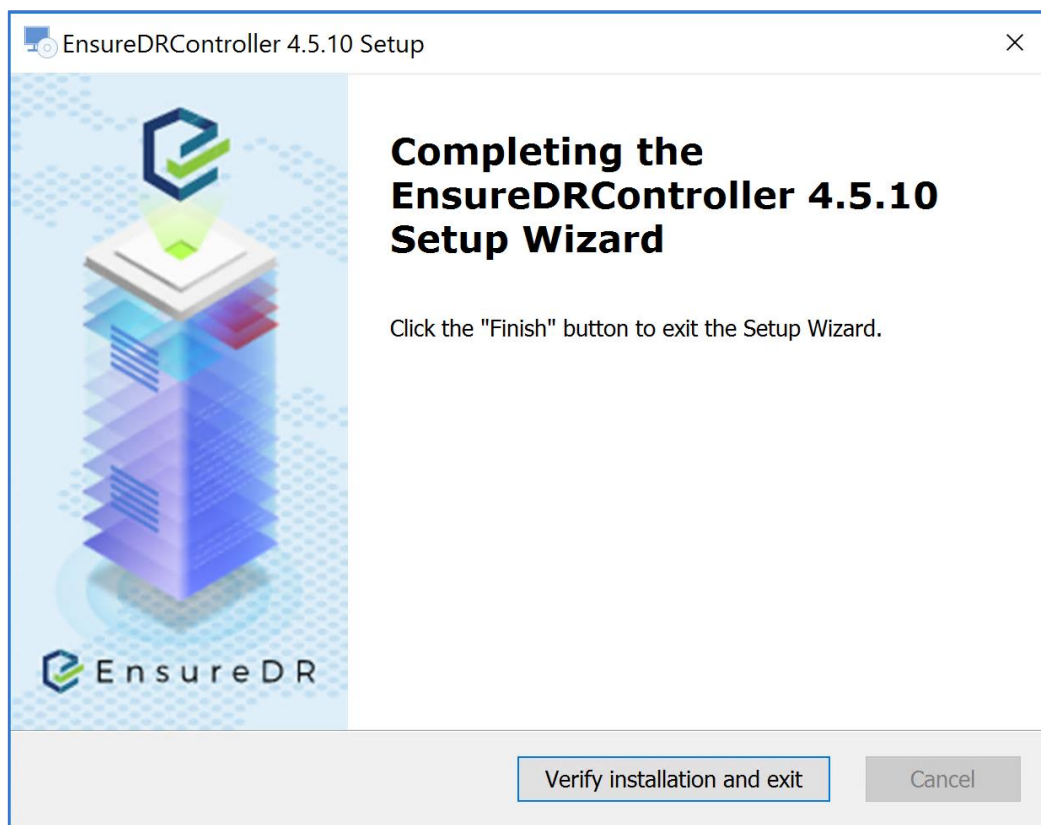 EnsureDRController 4.5.10 Setup
Completing the
EnsureDRController 4.5.10
Setup Wizard
Click the "Finish" button to exit the Setup Wizard.
EnsureDR
Verify installation and exit
Cancel